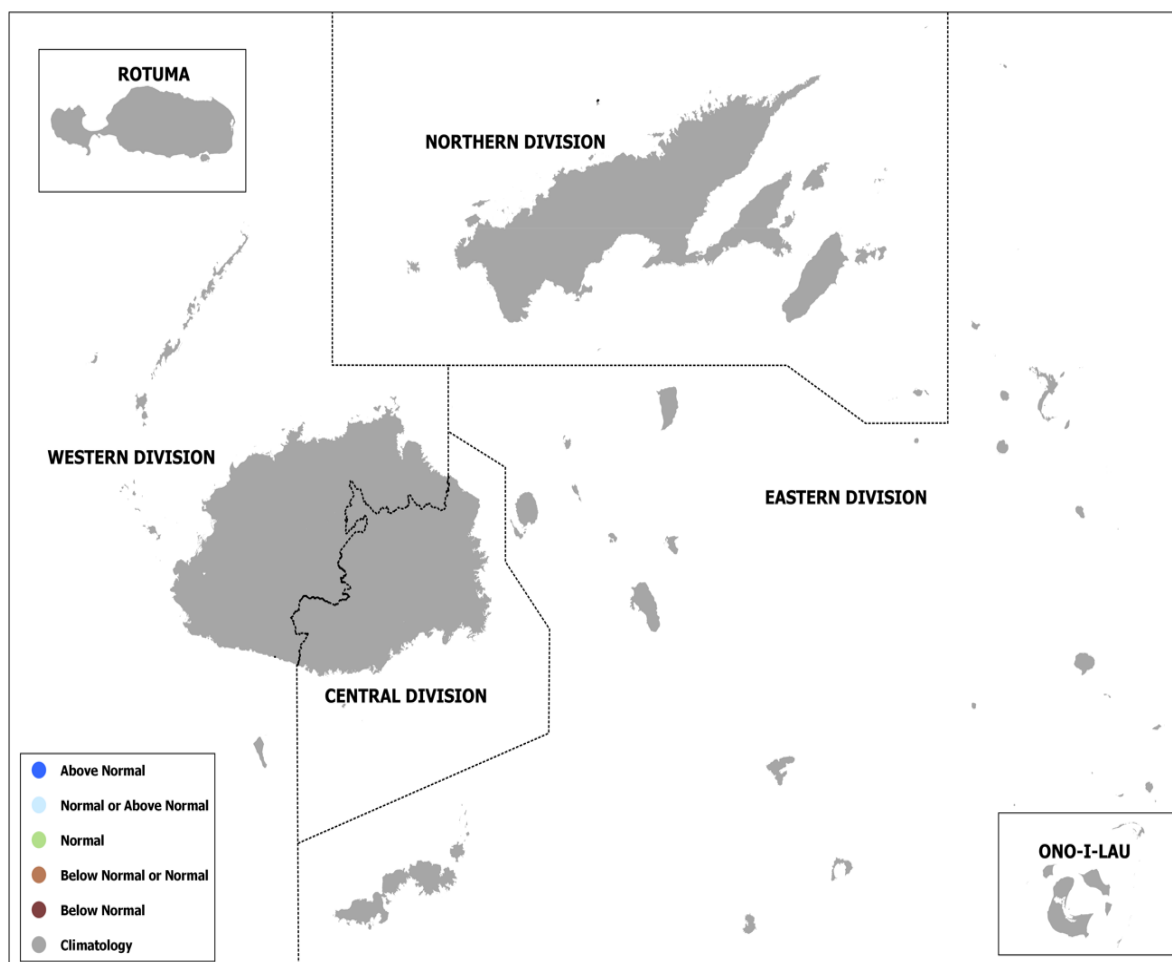 ROTUMA
NORTHERN DIVISION
WESTERN DIVISION
EASTERN DIVISION
CENTRAL DIVISION
Above Normal
Normal or Above Normal
Normal
Below Normal or Normal
Below Normal
Climatology
ONO-I-LAU